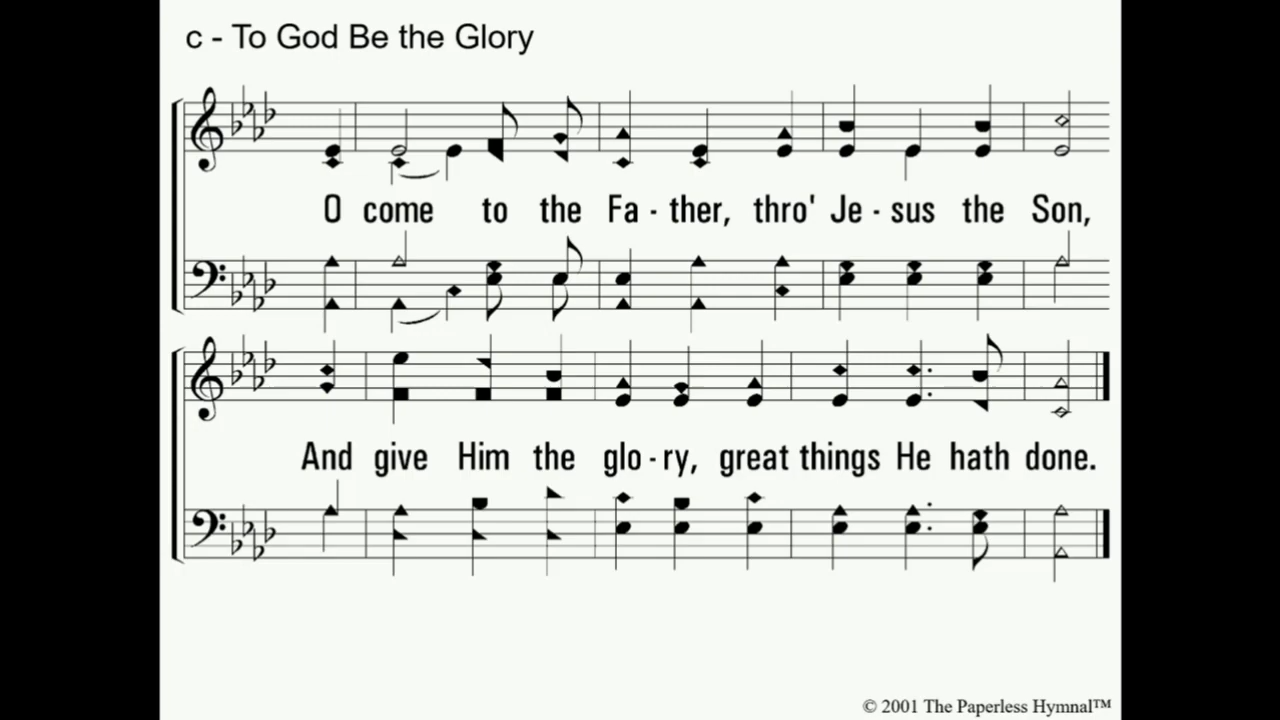 c - To God Be the Glory
O come to the Fa - ther, thro' Je - sus the Son,
And give Him the glo - ry, great things He hath done.
© 2001 The Paperless Hymnal™